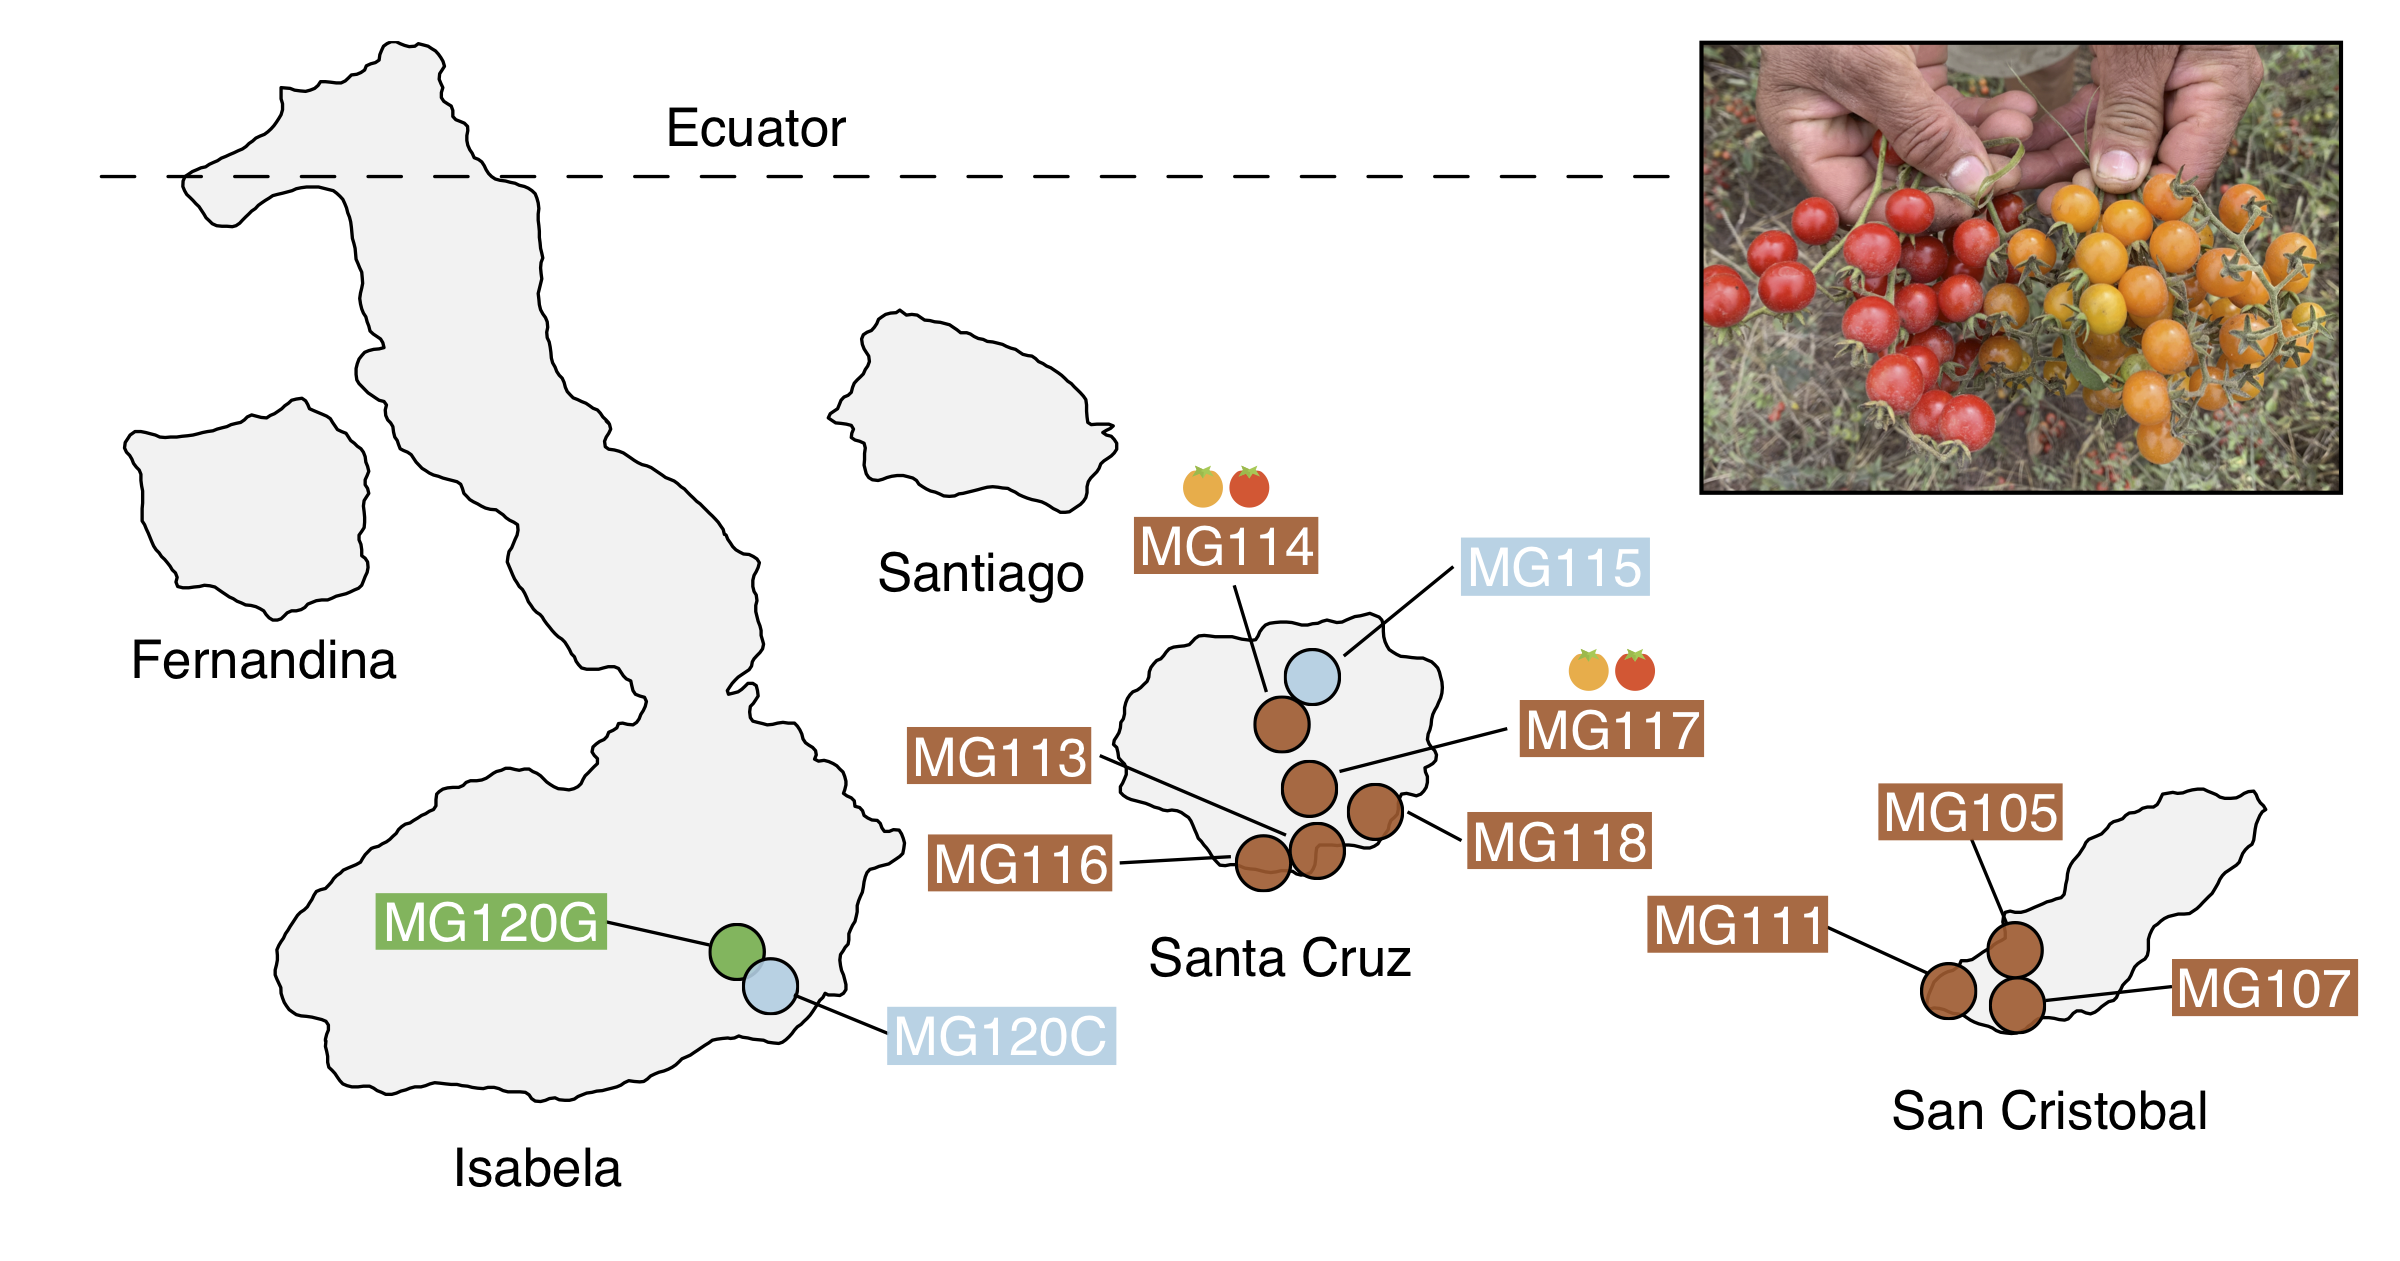 Ecuator
Santiago
Fernandina
MG114
MG115
MG117
MG113
MG118
MG116
MG105
MG111
MG107
MG120G
MG120C
Santa Cruz
San Cristobal
Isabela